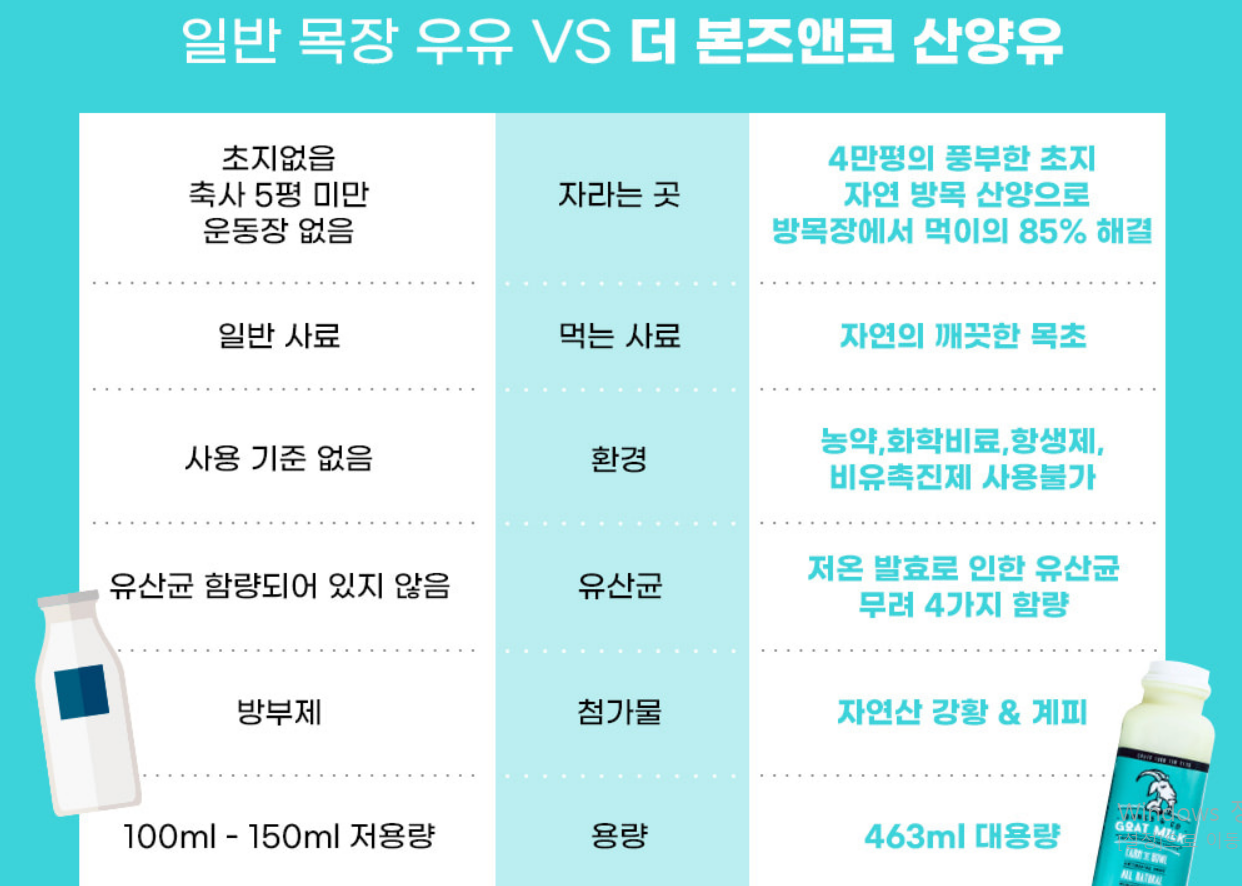 일반 목장 우유 VS 더 본즈앤코 산양유
초지없음
축사 5평 미만
운동장 없음
자라는 곳
4만평의 풍부한 초지
자연 방목 산양으로
방목장에서 먹이의 85% 해결
일반 사료
먹는 사료
자연의 깨끗한 목초
사용 기준 없음
환경
농약,화학비료,항생제,
비유촉진제 사용불가
유산균 함량되어 있지 않음
유산균
저온 발효로 인한 유산균
무려 4가지 함량
방부제
첨가물
자연산 강황 & 계피
100ml - 150ml 저용량
용량
463ml 대용량
Windows
GOAT MILK
ALL NATURAL